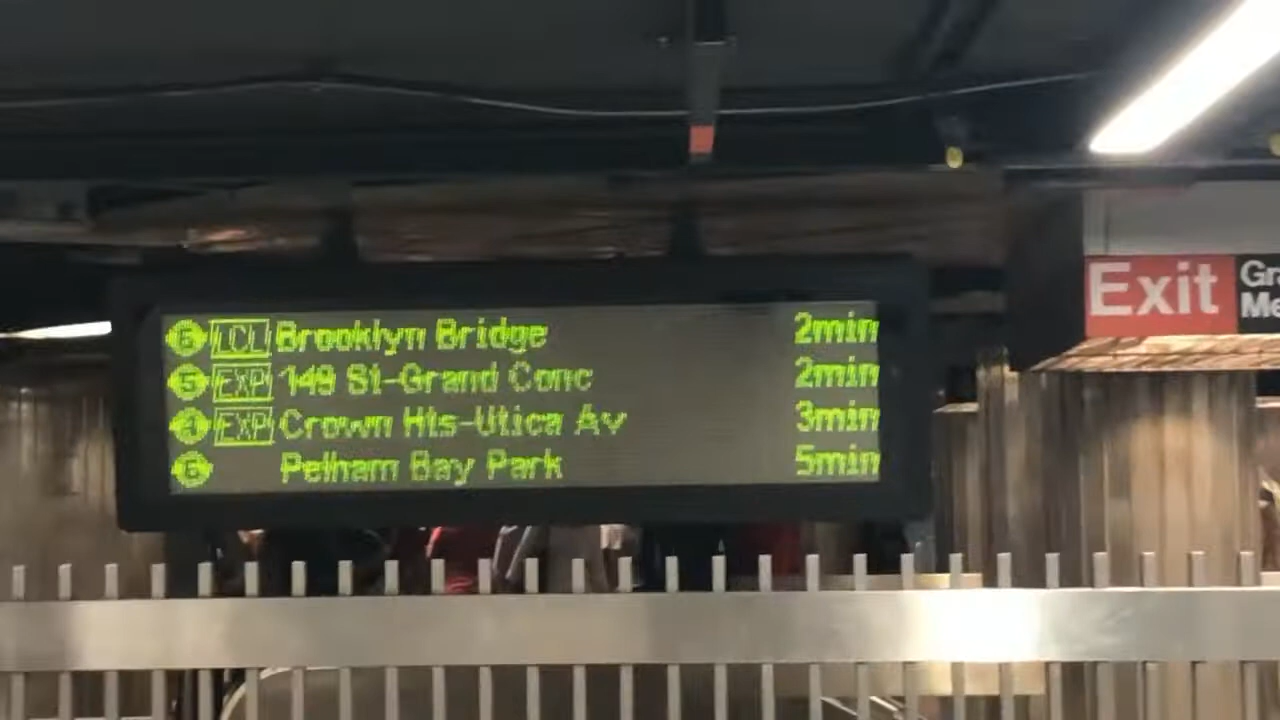 6 LCL Brooklyn Bridge 2min
5 EXP 149 St-Grand Conc 2min
4 EXP Crown Hts-Utica Av 3min
6 Pelham Bay Park 5min
Exit